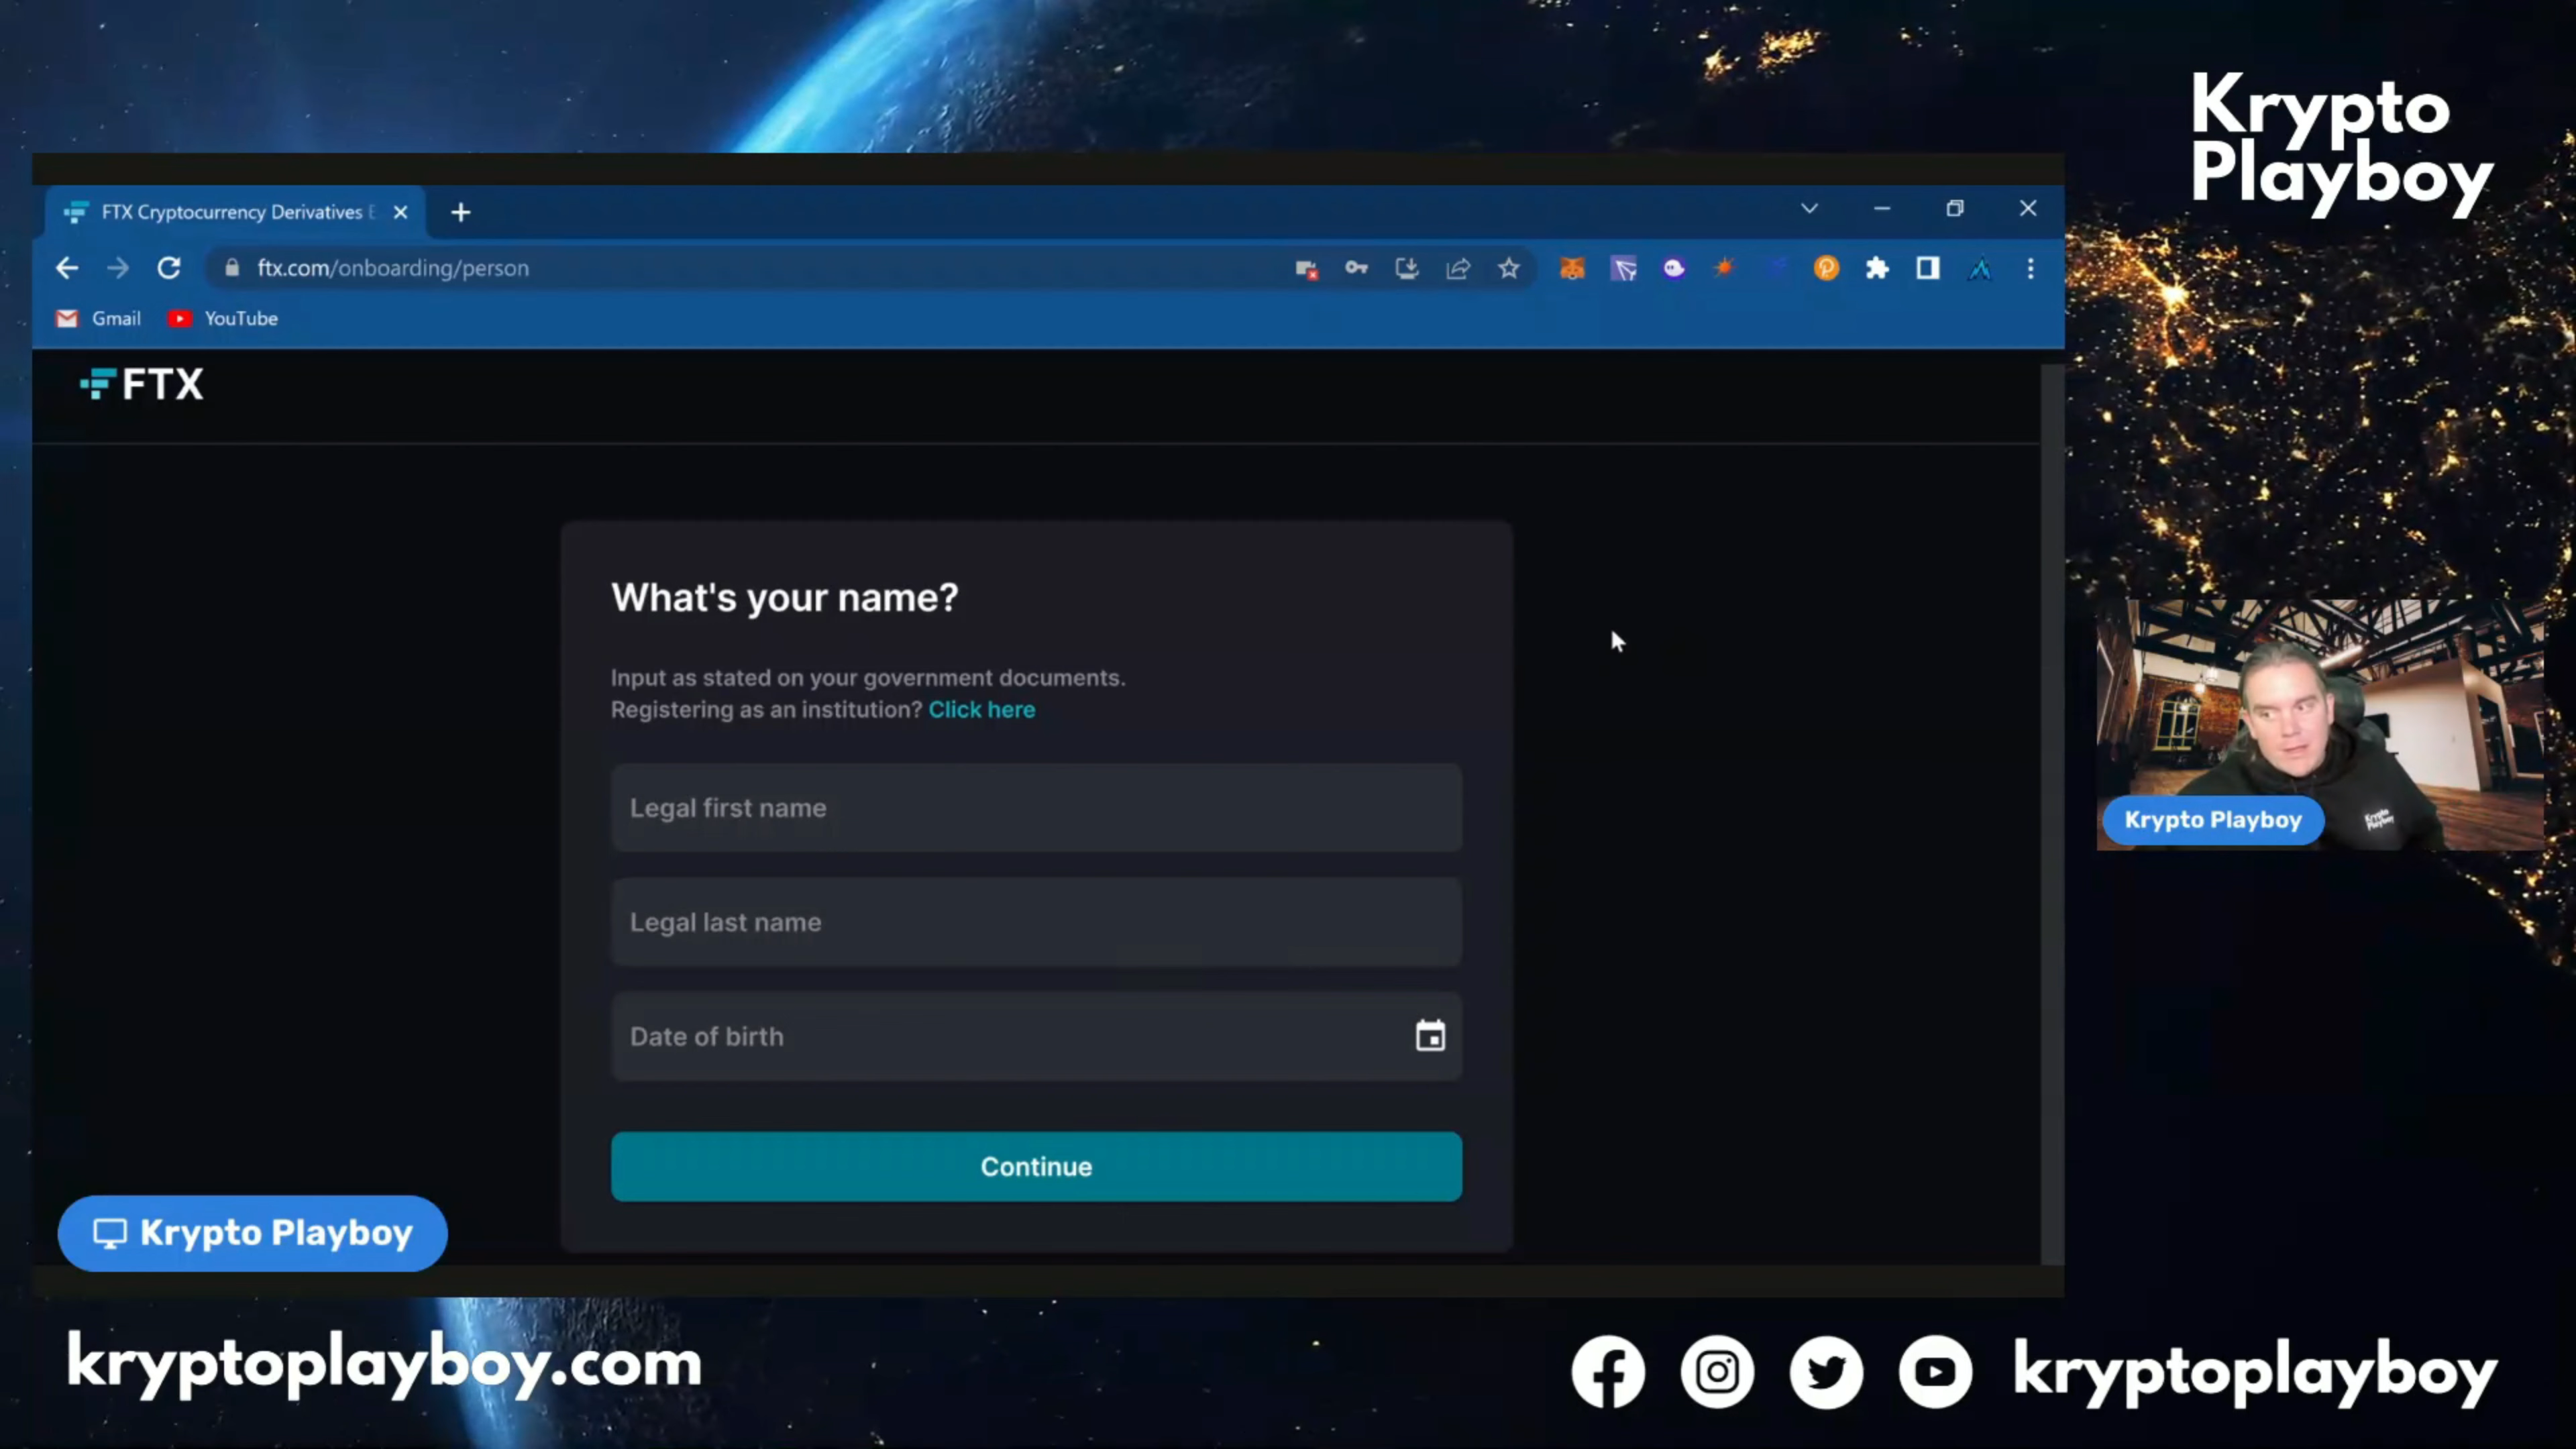 Krypto
Playboy
FTX Cryptocurrency Derivatives E
ftx.com/onboarding/person
Gmail
YouTube
FTX
What's your name?
Input as stated on your government documents.
Registering as an institution? Click here
Legal first name
Legal last name
Date of birth
Continue
Krypto Playboy
Krypto
Playboy
Krypto Playboy
kryptoplayboy.com
kryptoplayboy